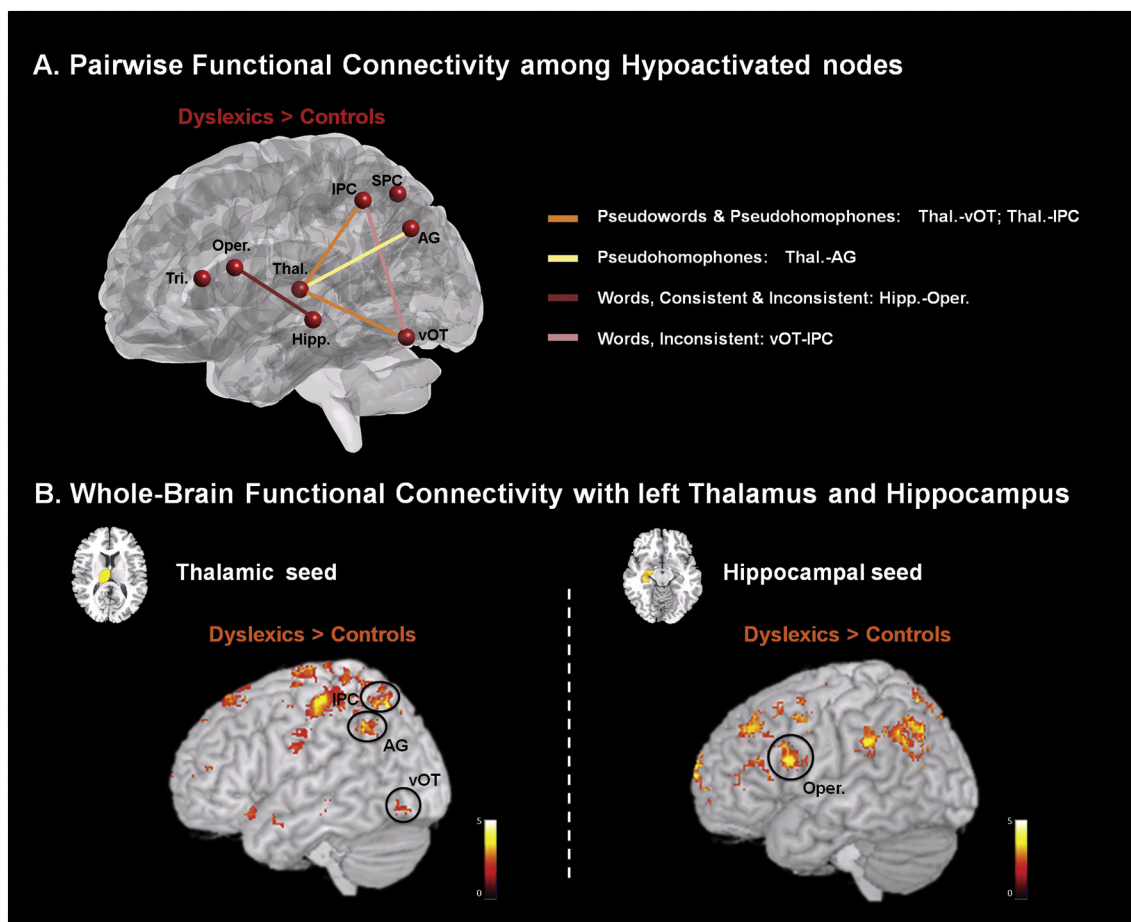 A. Pairwise Functional Connectivity among Hypoactivated nodes
Dyslexics > Controls
IPC
SPC
AG
Oper.
Thal.
Tri.
Hipp.
vOT
Pseudowords & Pseudohomophones: Thal.-vOT; Thal.-IPC
Pseudohomophones: Thal.-AG
Words, Consistent & Inconsistent: Hipp.-Oper.
Words, Inconsistent: vOT-IPC
B. Whole-Brain Functional Connectivity with left Thalamus and Hippocampus
Thalamic seed
Dyslexics > Controls
IPC
AG
vOT
5
0
Hippocampal seed
Dyslexics > Controls
Oper.
5
0